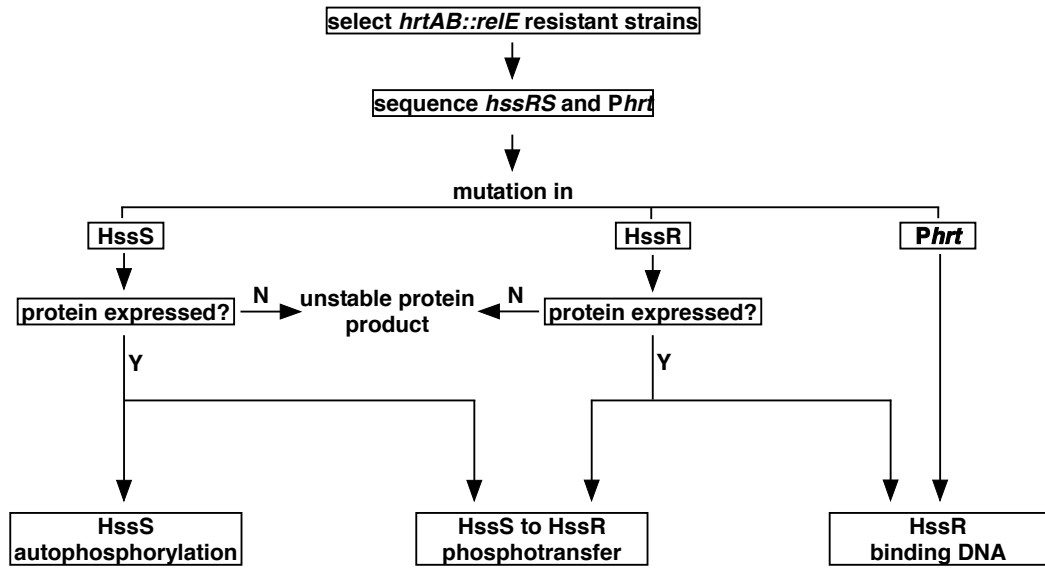 select hrtAB::relE resistant strains
sequence hssRS and Phrt
mutation in
HssS
HssR
Phrt
protein expressed?
N
unstable protein
product
N
protein expressed?
Y
Y
HssS
autophosphorylation
HssS to HssR
phosphotransfer
HssR
binding DNA